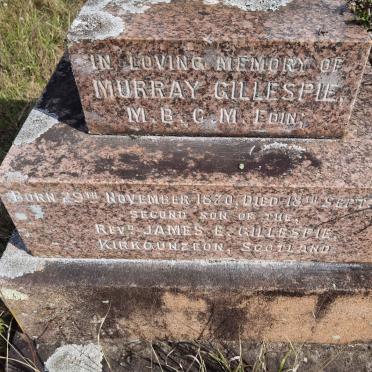 IN LOVING MEMORY OF
MURRAY GILLESPIE,
M.B. C.M. EDIN;
BORN 29TH NOVEMBER 1870, DIED 18TH SEPT
SECOND SON OF THE
REVD JAMES E. GILLESPIE,
KIRKGUNZEON, SCOTLAND